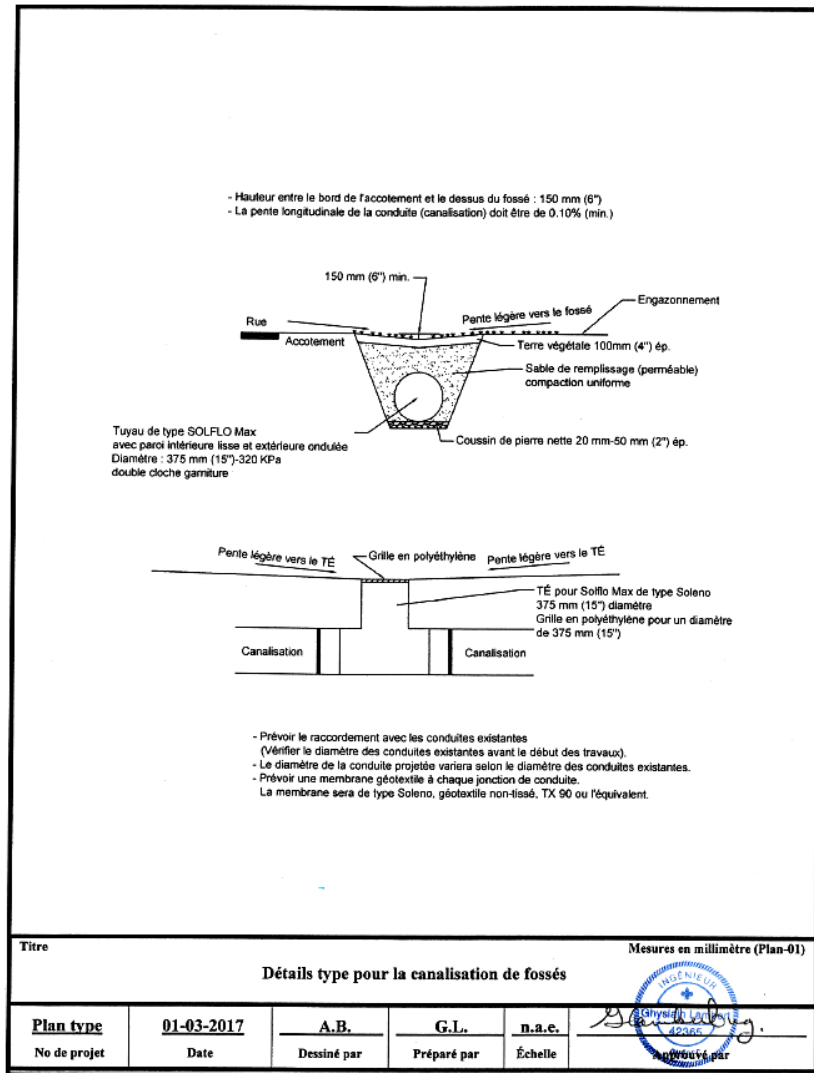 - Hauteur entre le bord de l'accotement et le dessus du fossé : 150 mm (6")
- La pente longitudinale de la conduite (canalisation) doit être de 0.10% (min.)
150 mm (6") min.
Engazonnement
Pente légère vers le fossé
Rue
Accotement
Terre végétale 100mm (4") ép.
Sable de remplissage (perméable)
compaction uniforme
Tuyau de type SOLFLO Max
avec paroi intérieure lisse et extérieure ondulée
Diamètre : 375 mm (15")-320 KPa
double cloche garniture
Coussin de pierre nette 20 mm-50 mm (2") ép.
Pente légère vers le TÉ
Grille en polyéthylène
Pente légère vers le TÉ
TÉ pour Solflo Max de type Soleno
375 mm (15") diamètre
Grille en polyéthylène pour un diamètre
de 375 mm (15")
Canalisation
Canalisation
- Prévoir le raccordement avec les conduites existantes
(Vérifier le diamètre des conduites existantes avant le début des travaux).
- Le diamètre de la conduite projetée variera selon le diamètre des conduites existantes.
- Prévoir une membrane géotextile à chaque jonction de conduite.
La membrane sera de type Soleno, géotextile non-tissé, TX 90 ou l'équivalent.
Titre
Mesures en millimètre (Plan-01)
Détails type pour la canalisation de fossés
INGÉNIEUR
Ghyslain Lambert
42365
Plan type
01-03-2017
A.B.
G.L.
n.a.e.
No de projet
Date
Dessiné par
Préparé par
Échelle
Approuvé par